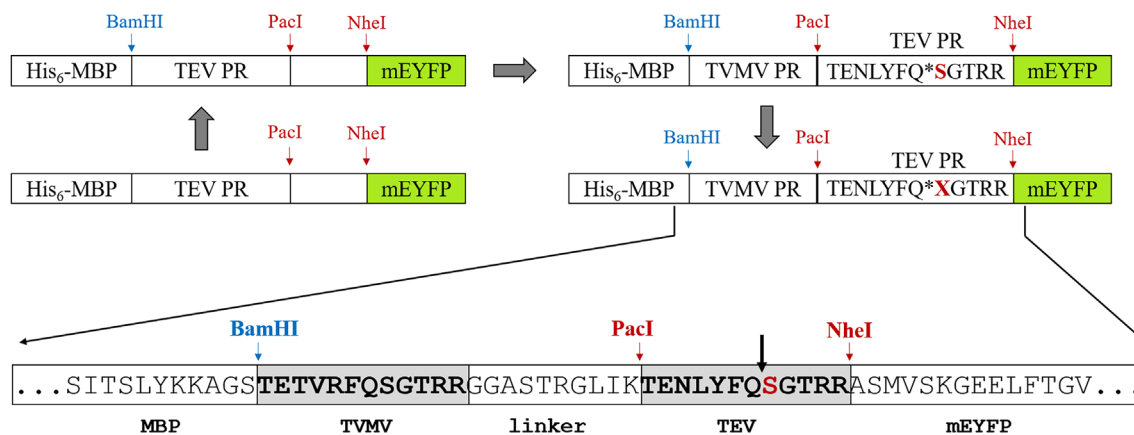 BamHI PacI NheI
His6-MBP TEV PR mEYFP
BamHI PacI TEV PR NheI
His6-MBP TVMV PR TENLYFQ*SGTRR mEYFP
PacI NheI
His6-MBP TEV PR mEYFP
BamHI PacI TEV PR NheI
His6-MBP TVMV PR TENLYFQ*XGTRR mEYFP
BamHI PacI NheI
...SITSLYKKAGSTETVRFQSGTRRGGASTRGLIKTENLYFQSGTRRASMVSKGEELFTGV...
MBP TVMV linker TEV mEYFP